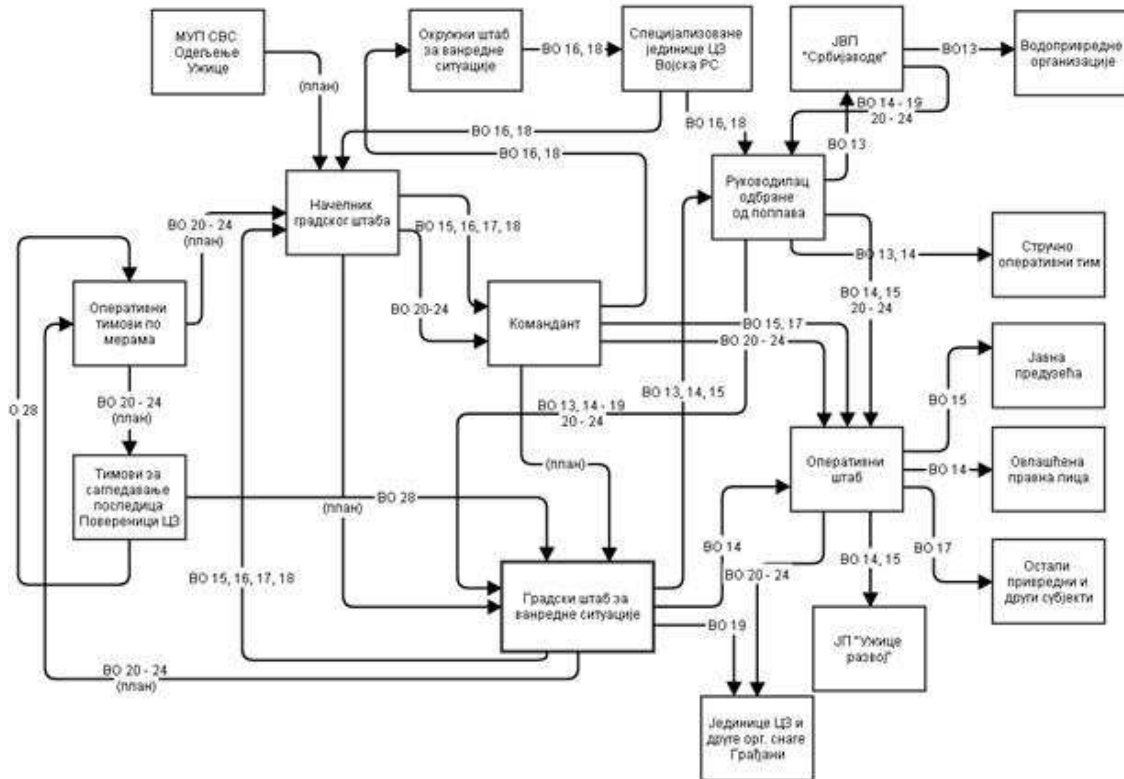 МУП СВС
Одељење
Ужице
Окружни штаб
за ванредне
ситуације
ВО 16, 18
Специјализоване
јединице ЦЗ
Војска РС
ЈВП
"Србијаводе"
ВО13
Водопривредне
организације
(план)
ВО 14 - 19
20 - 24
ВО 16, 18
ВО 16, 18
ВО 16, 18
ВО 13
Начелник
градског штаба
Руководилац
одбране
од поплава
ВО 20 - 24
(план)
ВО 15, 16, 17, 18
ВО 13, 14
Стручно
оперативни тим
Оперативни
тимови по
мерама
ВО 20-24
Командант
ВО 14, 15
20 - 24
ВО 15, 17
ВО 20 - 24
Јавна
предузећа
ВО 28
ВО 20 - 24
(план)
ВО 13, 14 - 19
20 - 24
ВО 13, 14, 15
ВО 15
Тимови за
сагледавање
последица
Повереници ЦЗ
ВО 28
(план)
(план)
Оперативни
штаб
ВО 14
Овлашћена
правна лица
ВО 14
ВО 14, 15
ВО 17
ВО 15, 16, 17, 18
Градски штаб за
ванредне ситуације
ВО 20 - 24
Остали
привредни и
други субјекти
ВО 19
ЈП "Ужице
развој"
ВО 20 - 24
(план)
Јединице ЦЗ и
друге орг. снаге
Грађани